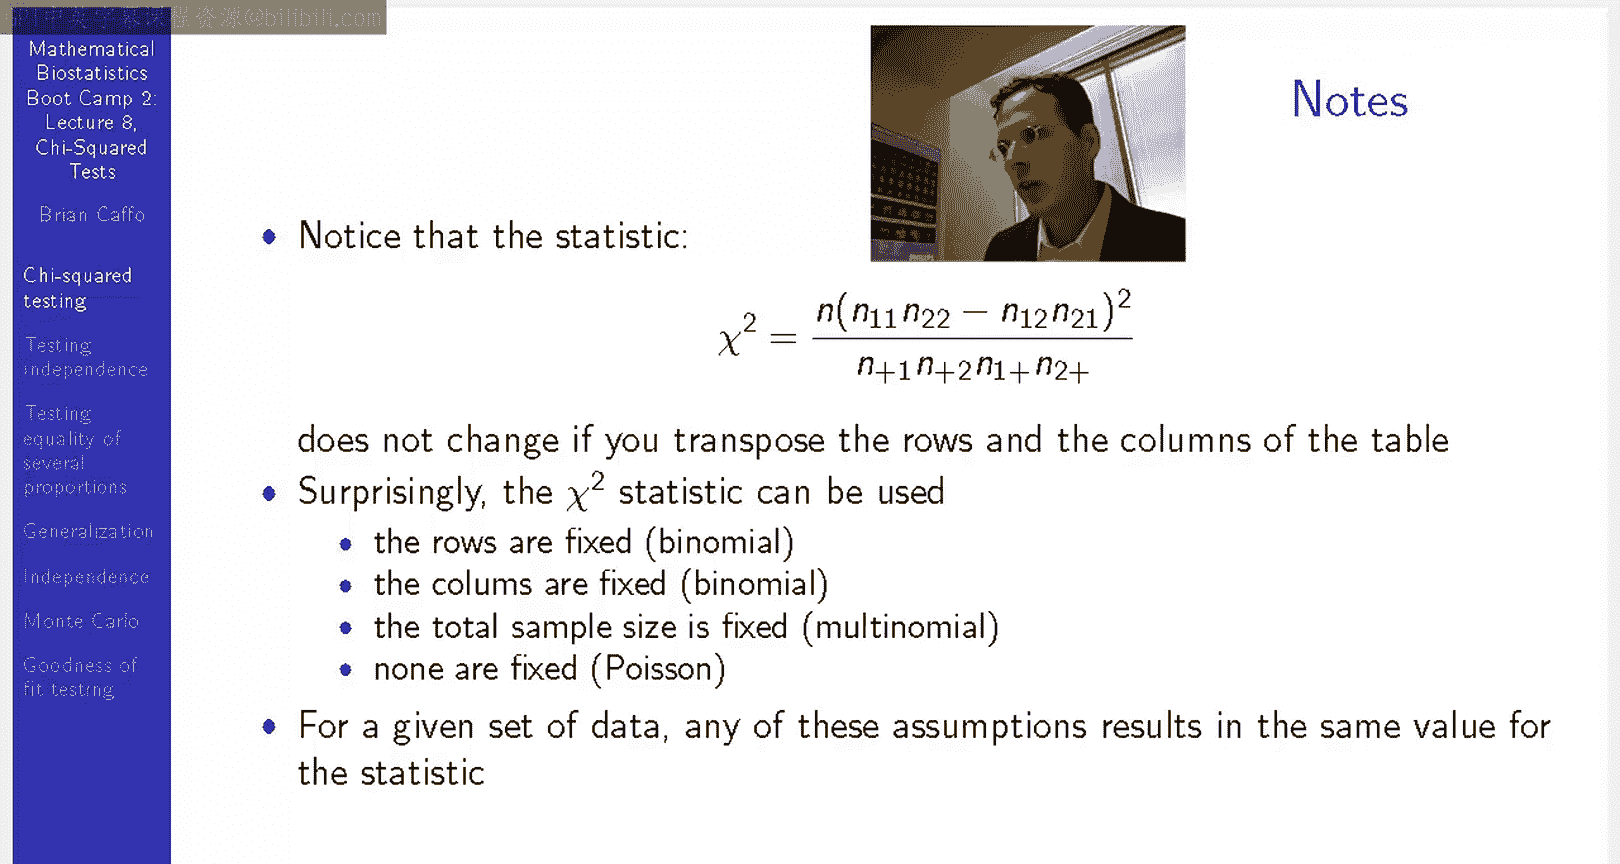 资源@bilibili.com
Mathematical
Biostatistics
Boot Camp 2:
Lecture 8,
Chi-Squared
Tests
Brian Caffo
Chi-squared
testing
Testing
independence
Testing
equality of
several
proportions
Generalization
Independence
Monte Carlo
Goodness of
fit testing
Notes
• Notice that the statistic:
χ² = n(n₁₁n₂₂ − n₁₂n₂₁)² / n₊₁n₊₂n₁₊n₂₊
does not change if you transpose the rows and the columns of the table
• Surprisingly, the χ² statistic can be used
• the rows are fixed (binomial)
• the colums are fixed (binomial)
• the total sample size is fixed (multinomial)
• none are fixed (Poisson)
• For a given set of data, any of these assumptions results in the same value for
the statistic